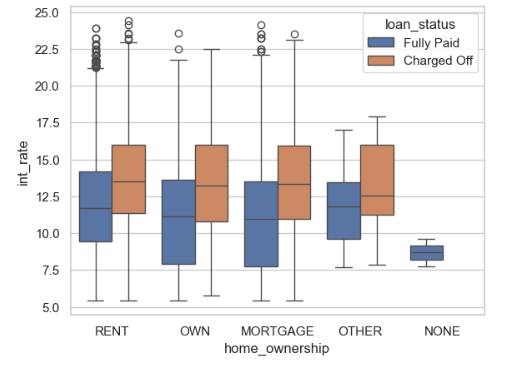 25.0
22.5
20.0
17.5
15.0
12.5
10.0
7.5
5.0
int_rate
loan_status
Fully Paid
Charged Off
RENT OWN MORTGAGE OTHER NONE
home_ownership